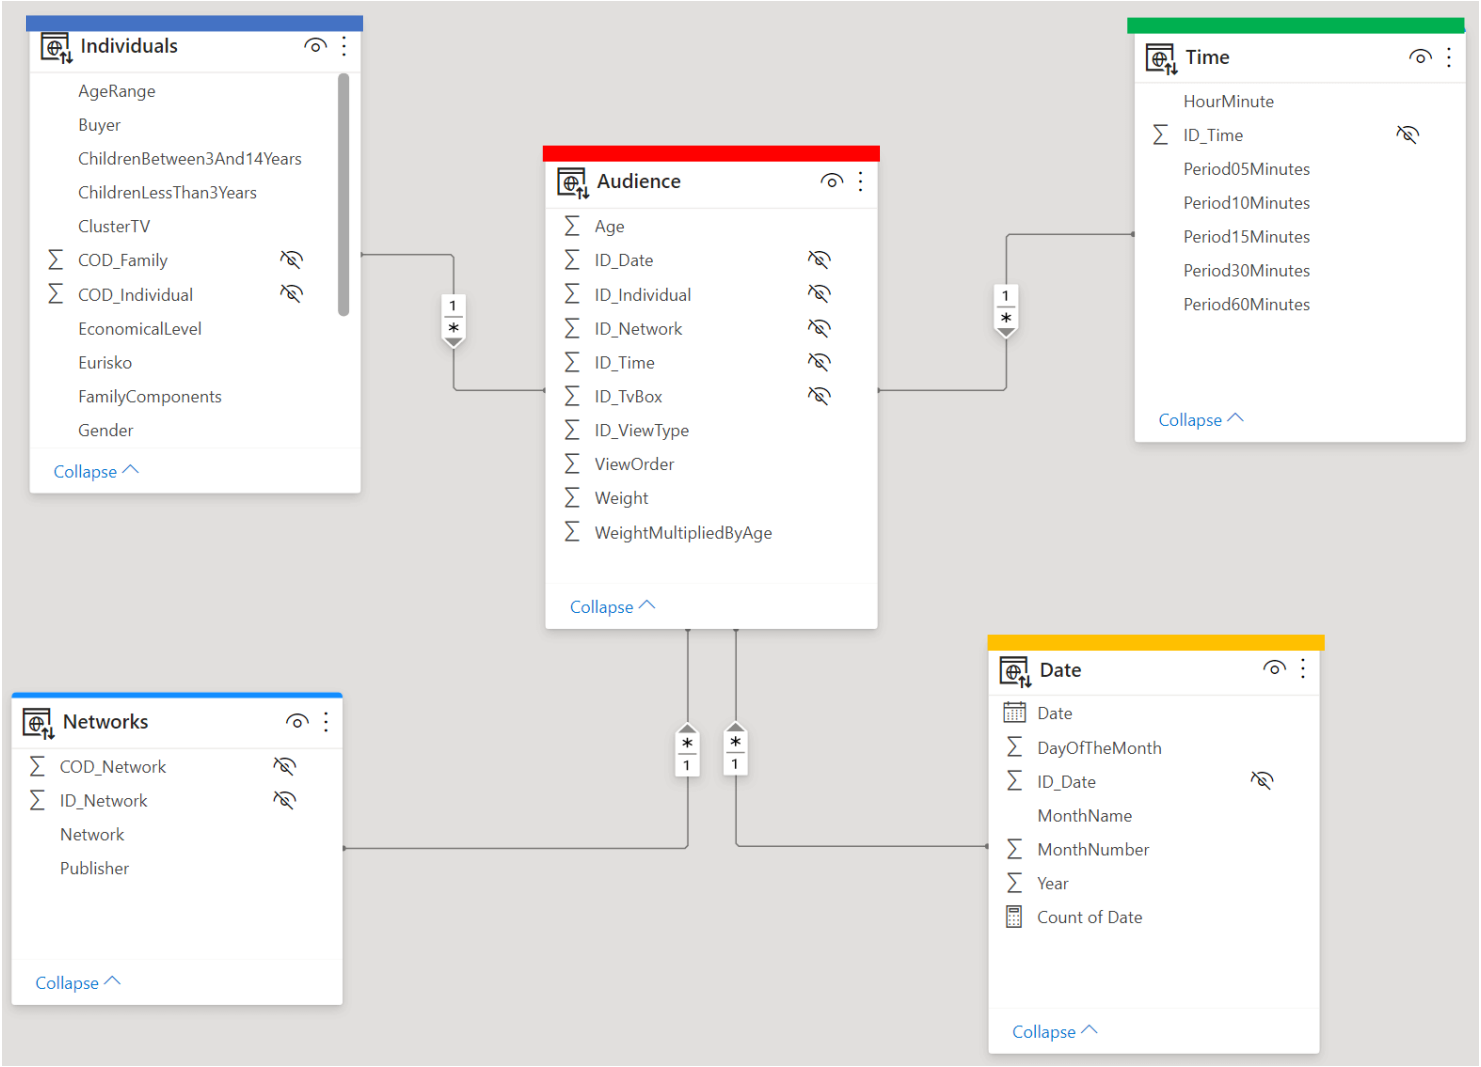 Individuals
AgeRange
Buyer
ChildrenBetween3And14Years
ChildrenLessThan3Years
ClusterTV
COD_Family
COD_Individual
EconomicalLevel
Eurisko
FamilyComponents
Gender
Collapse
1
*
Audience
Age
ID_Date
ID_Individual
ID_Network
ID_Time
ID_TvBox
ID_ViewType
ViewOrder
Weight
WeightMultipliedByAge
Collapse
1
*
Time
HourMinute
ID_Time
Period05Minutes
Period10Minutes
Period15Minutes
Period30Minutes
Period60Minutes
Collapse
Networks
COD_Network
ID_Network
Network
Publisher
Collapse
*
1
*
1
Date
Date
DayOfTheMonth
ID_Date
MonthName
MonthNumber
Year
Count of Date
Collapse